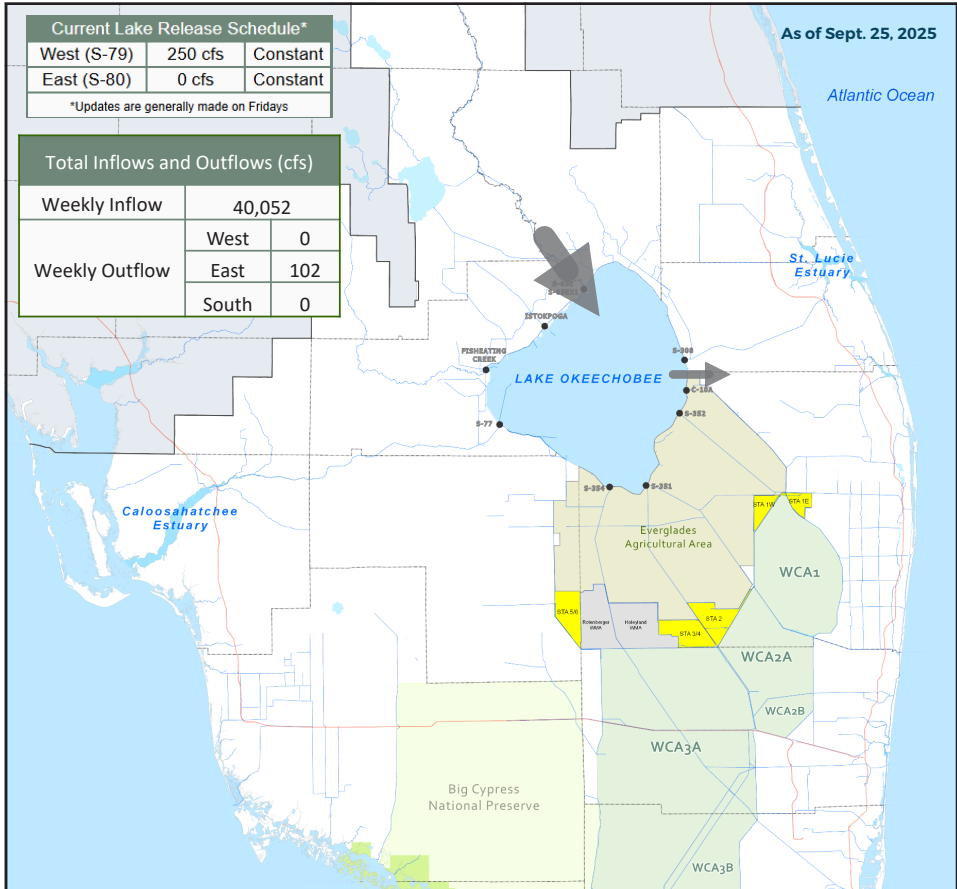 Current Lake Release Schedule*
West (S-79) 250 cfs Constant
East (S-80) 0 cfs Constant
*Updates are generally made on Fridays
As of Sept. 25, 2025
Atlantic Ocean
Total Inflows and Outflows (cfs)
Weekly Inflow 40,052
Weekly Outflow
West 0
East 102
South 0
St. Lucie
Estuary
ISTOKPOGA
FISHEATING
CREEK
S-308
LAKE OKEECHOBEE
C-10A
S-352
S-77
S-354
S-351
Caloosahatchee
Estuary
STA 1W
STA 1E
Everglades
Agricultural Area
WCA1
STA 5/6
Rotenberger
WMA
Holeyland
WMA
STA 2
STA 3/4
WCA2A
WCA2B
WCA3A
Big Cypress
National Preserve
WCA3B